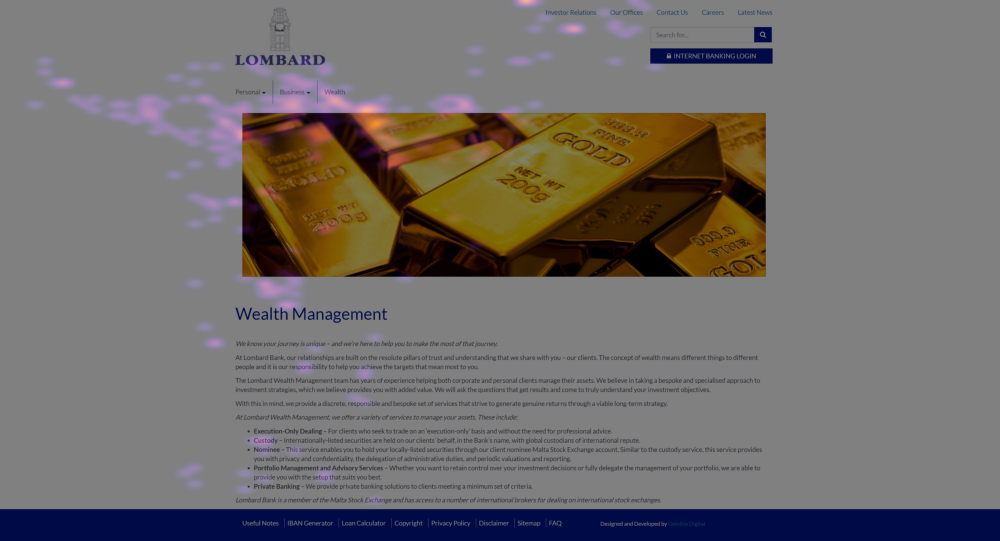 Investor Relations Our Offices Contact Us Careers Latest News
LOMBARD
Search for...
INTERNET BANKING LOGIN
Personal Business Wealth
HIGH
FINE
GOLD
NET WT
200g
GOLD
NET WT
200g
999.9
FINE
GOL
Wealth Management
We know your journey is unique – and we're here to help you to make the most of that journey.
At Lombard Bank, our relationships are built on the resolute pillars of trust and understanding that we share with you – our clients. The concept of wealth means different things to different
people and it is our responsibility to help you achieve the targets that mean most to you.
The Lombard Wealth Management team has years of experience helping both corporate and personal clients manage their assets. We believe in taking a bespoke and specialised approach to
investment strategies, which we believe provides you with added value. We will ask the questions that get results and come to truly understand your investment objectives.
With this in mind, we provide a discrete, responsible and bespoke set of services that strive to generate genuine returns through a viable long-term strategy.
At Lombard Wealth Management, we offer a variety of services to manage your assets. These include:
• Execution-Only Dealing – For clients who seek to trade on an 'execution-only' basis and without the need for professional advice.
• Custody – Internationally-listed securities are held on our clients' behalf, in the Bank's name, with global custodians of international repute.
• Nominee – This service enables you to hold your locally-listed securities through our client nominee Malta Stock Exchange account. Similar to the custody service, this service provides
you with privacy and confidentiality, the delegation of administrative duties, and periodic valuations and reporting.
• Portfolio Management and Advisory Services – Whether you want to retain control over your investment decisions or fully delegate the management of your portfolio, we are able to
provide you with the setup that suits you best.
• Private Banking – We provide private banking solutions to clients meeting a minimum set of criteria.
Lombard Bank is a member of the Malta Stock Exchange and has access to a number of international brokers for dealing on international stock exchanges.
Useful Notes IBAN Generator Loan Calculator Copyright Privacy Policy Disclaimer Sitemap FAQ Designed and Developed by